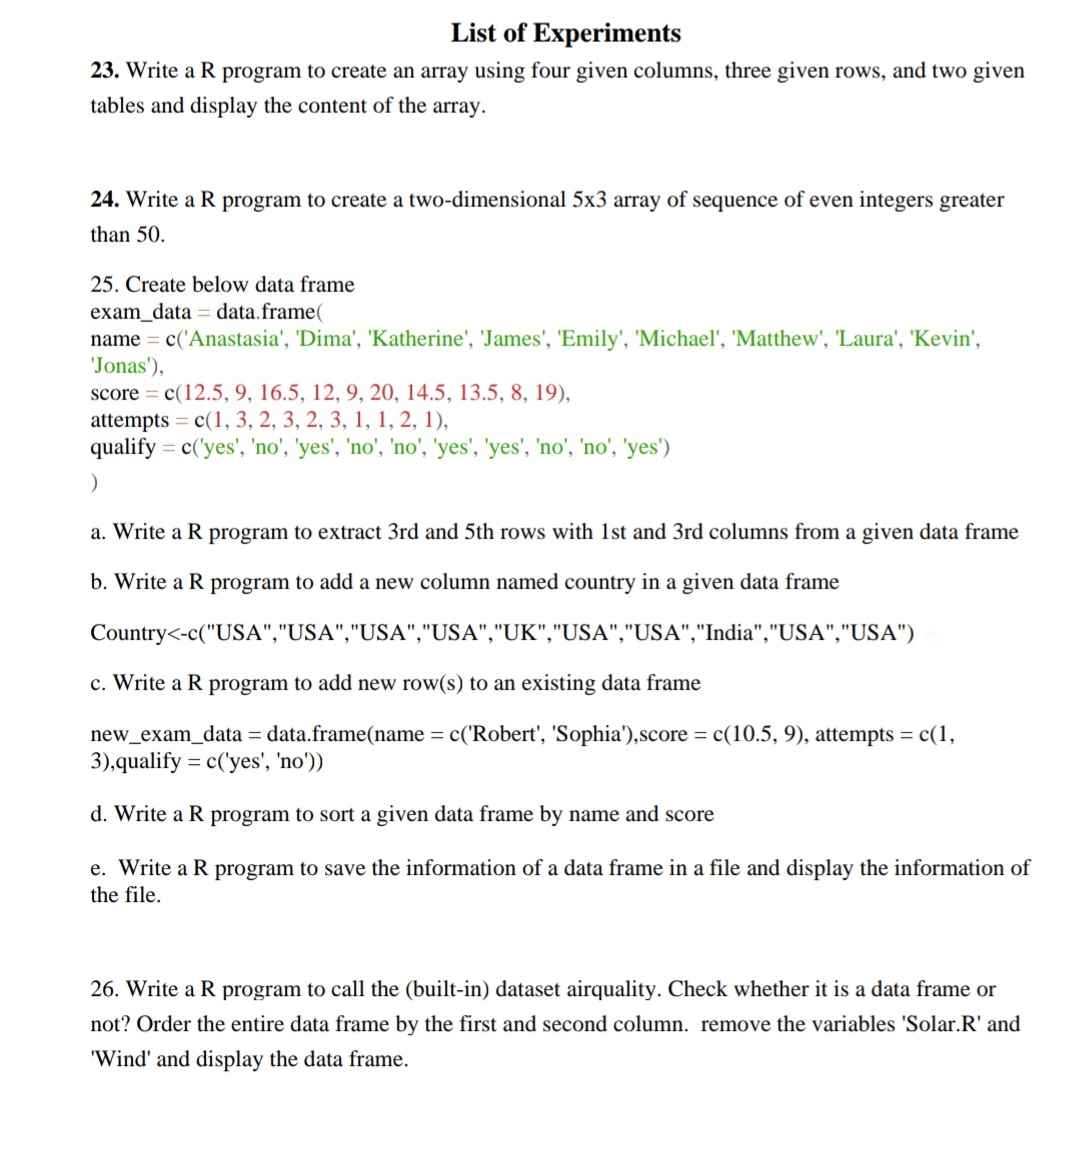 List of Experiments
23. Write a R program to create an array using four given columns, three given rows, and two given
tables and display the content of the array.
24. Write a R program to create a two-dimensional 5x3 array of sequence of even integers greater
than 50.
25. Create below data frame
exam_data = data.frame(
name = c('Anastasia', 'Dima', 'Katherine', 'James', 'Emily', 'Michael', 'Matthew', 'Laura', 'Kevin',
'Jonas'),
score = c(12.5, 9, 16.5, 12, 9, 20, 14.5, 13.5, 8, 19),
attempts = c(1, 3, 2, 3, 2, 3, 1, 1, 2, 1),
qualify = c('yes', 'no', 'yes', 'no', 'no', 'yes', 'yes', 'no', 'no', 'yes')
)
a. Write a R program to extract 3rd and 5th rows with 1st and 3rd columns from a given data frame
b. Write a R program to add a new column named country in a given data frame
Country<-c("USA","USA","USA","USA","UK","USA","USA","India","USA","USA")
c. Write a R program to add new row(s) to an existing data frame
new_exam_data = data.frame(name = c('Robert', 'Sophia'),score = c(10.5, 9), attempts = c(1,
3),qualify = c('yes', 'no'))
d. Write a R program to sort a given data frame by name and score
e. Write a R program to save the information of a data frame in a file and display the information of
the file.
26. Write a R program to call the (built-in) dataset airquality. Check whether it is a data frame or
not? Order the entire data frame by the first and second column. remove the variables 'Solar.R' and
'Wind' and display the data frame.